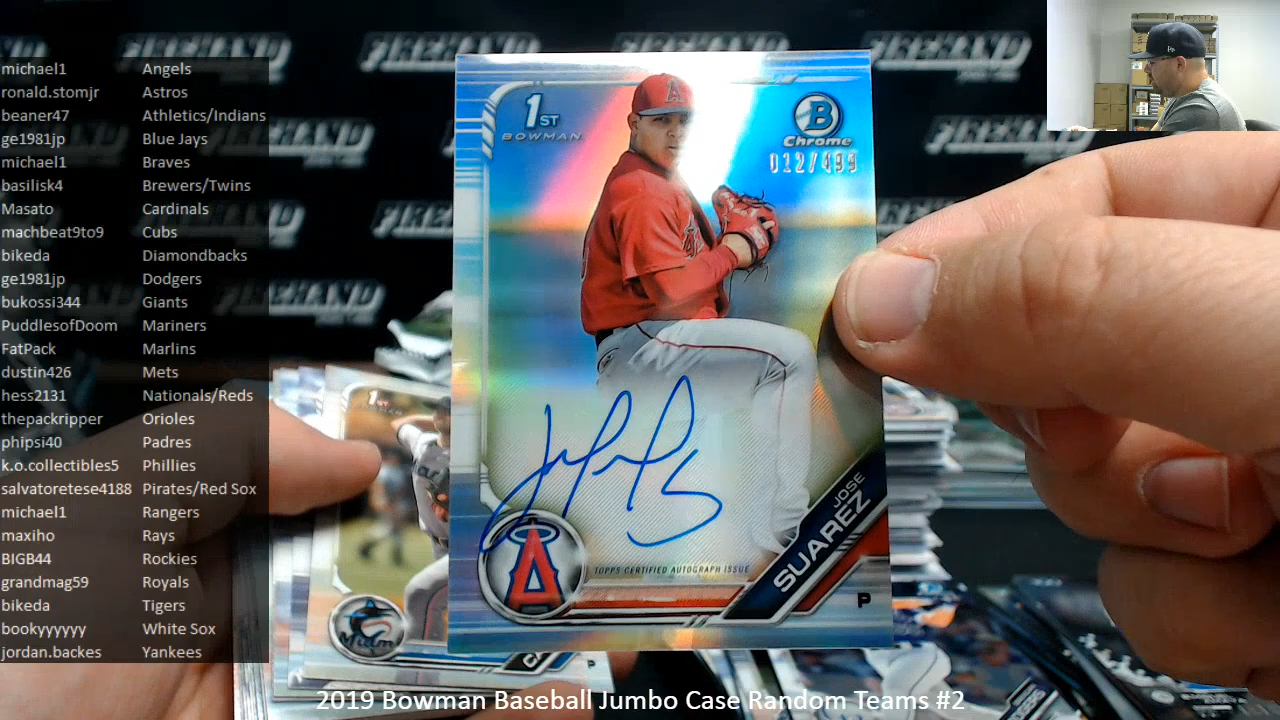 michael1 Angels
ronald.stomjr Astros
beaner47 Athletics/Indians
ge1981jp Blue Jays
michael1 Braves
basilisk4 Brewers/Twins
Masato Cardinals
machbeat9to9 Cubs
bikeda Diamondbacks
ge1981jp Dodgers
bukossi344 Giants
PuddlesofDoom Mariners
FatPack Marlins
dustin426 Mets
hess2131 Nationals/Reds
thepackripper Orioles
phipsi40 Padres
k.o.collectibles5 Phillies
salvatoretese4188 Pirates/Red Sox
michael1 Rangers
maxiho Rays
BIGB44 Rockies
grandmag59 Royals
bikeda Tigers
bookyyyyyy White Sox
jordan.backes Yankees
FIREHAND
1ST
BOWMAN
B
Chrome
012/499
A
JOSE
SUAREZ
TOPPS CERTIFIED AUTOGRAPH ISSUE
A
P
1ST
Miami
P
2019 Bowman Baseball Jumbo Case Random Teams #2